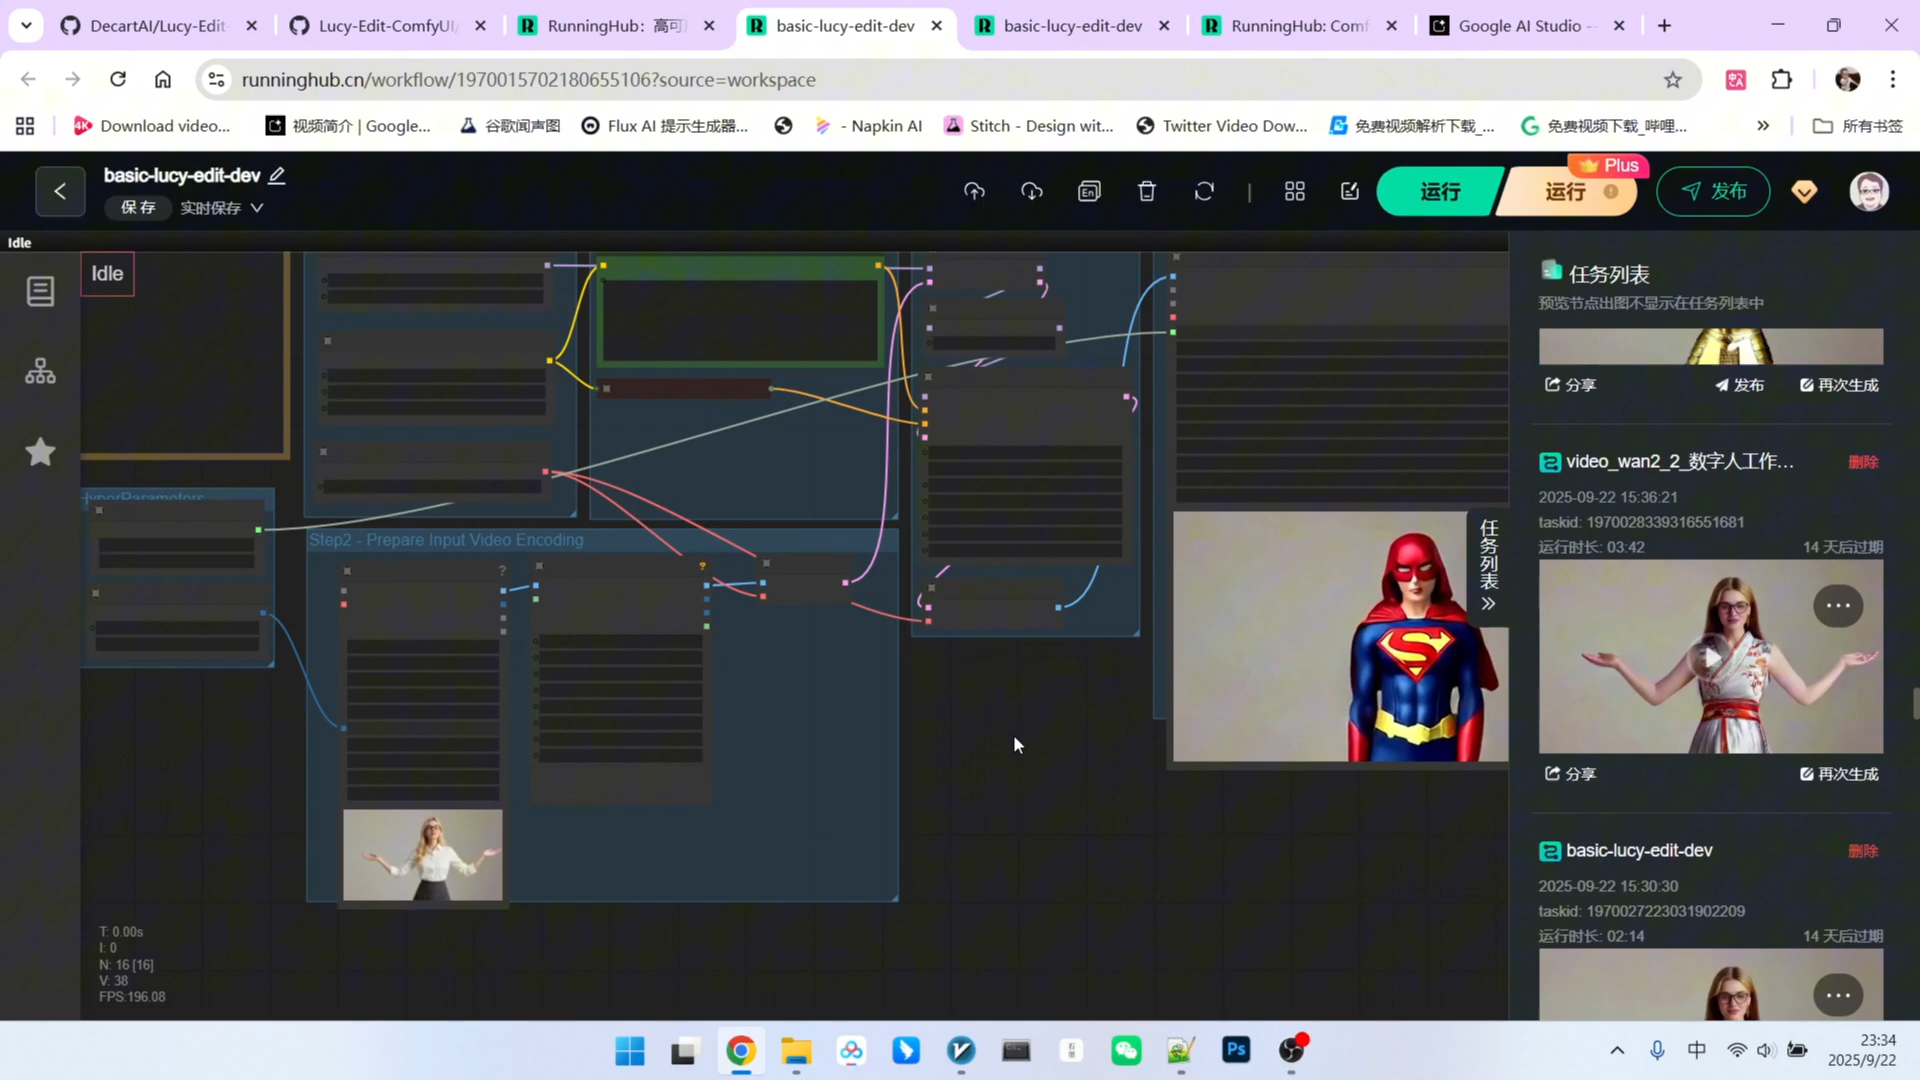 DecartAI/Lucy-Edit-
Lucy-Edit-ComfyUI/
RunningHub：高可
basic-lucy-edit-dev
basic-lucy-edit-dev
RunningHub: Comf
Google AI Studio -
runninghub.cn/workflow/1970015702180655106?source=workspace
Download video...
视频简介 | Google...
谷歌闻声图
Flux AI 提示生成器...
- Napkin AI
Stitch - Design wit...
Twitter Video Dow...
免费视频解析下载_...
免费视频下载_哔哩...
所有书签
basic-lucy-edit-dev
保存
实时保存
En
运行
运行
Plus
发布
Idle
Idle
任务列表
预览节点出图不显示在任务列表中
分享
发布
再次生成
video_wan2_2_数字人工作...
删除
2025-09-22 15:36:21
taskid: 1970028339316551681
运行时长: 03:42
14 天后过期
分享
再次生成
basic-lucy-edit-dev
删除
2025-09-22 15:30:30
taskid: 1970027223031902209
运行时长: 02:14
14 天后过期
任务列表
HyperParameters
Step2 - Prepare Input Video Encoding
T: 0.00s
I: 0
N: 16 [16]
V: 38
FPS:196.08
Ps
中
23:34
2025/9/22